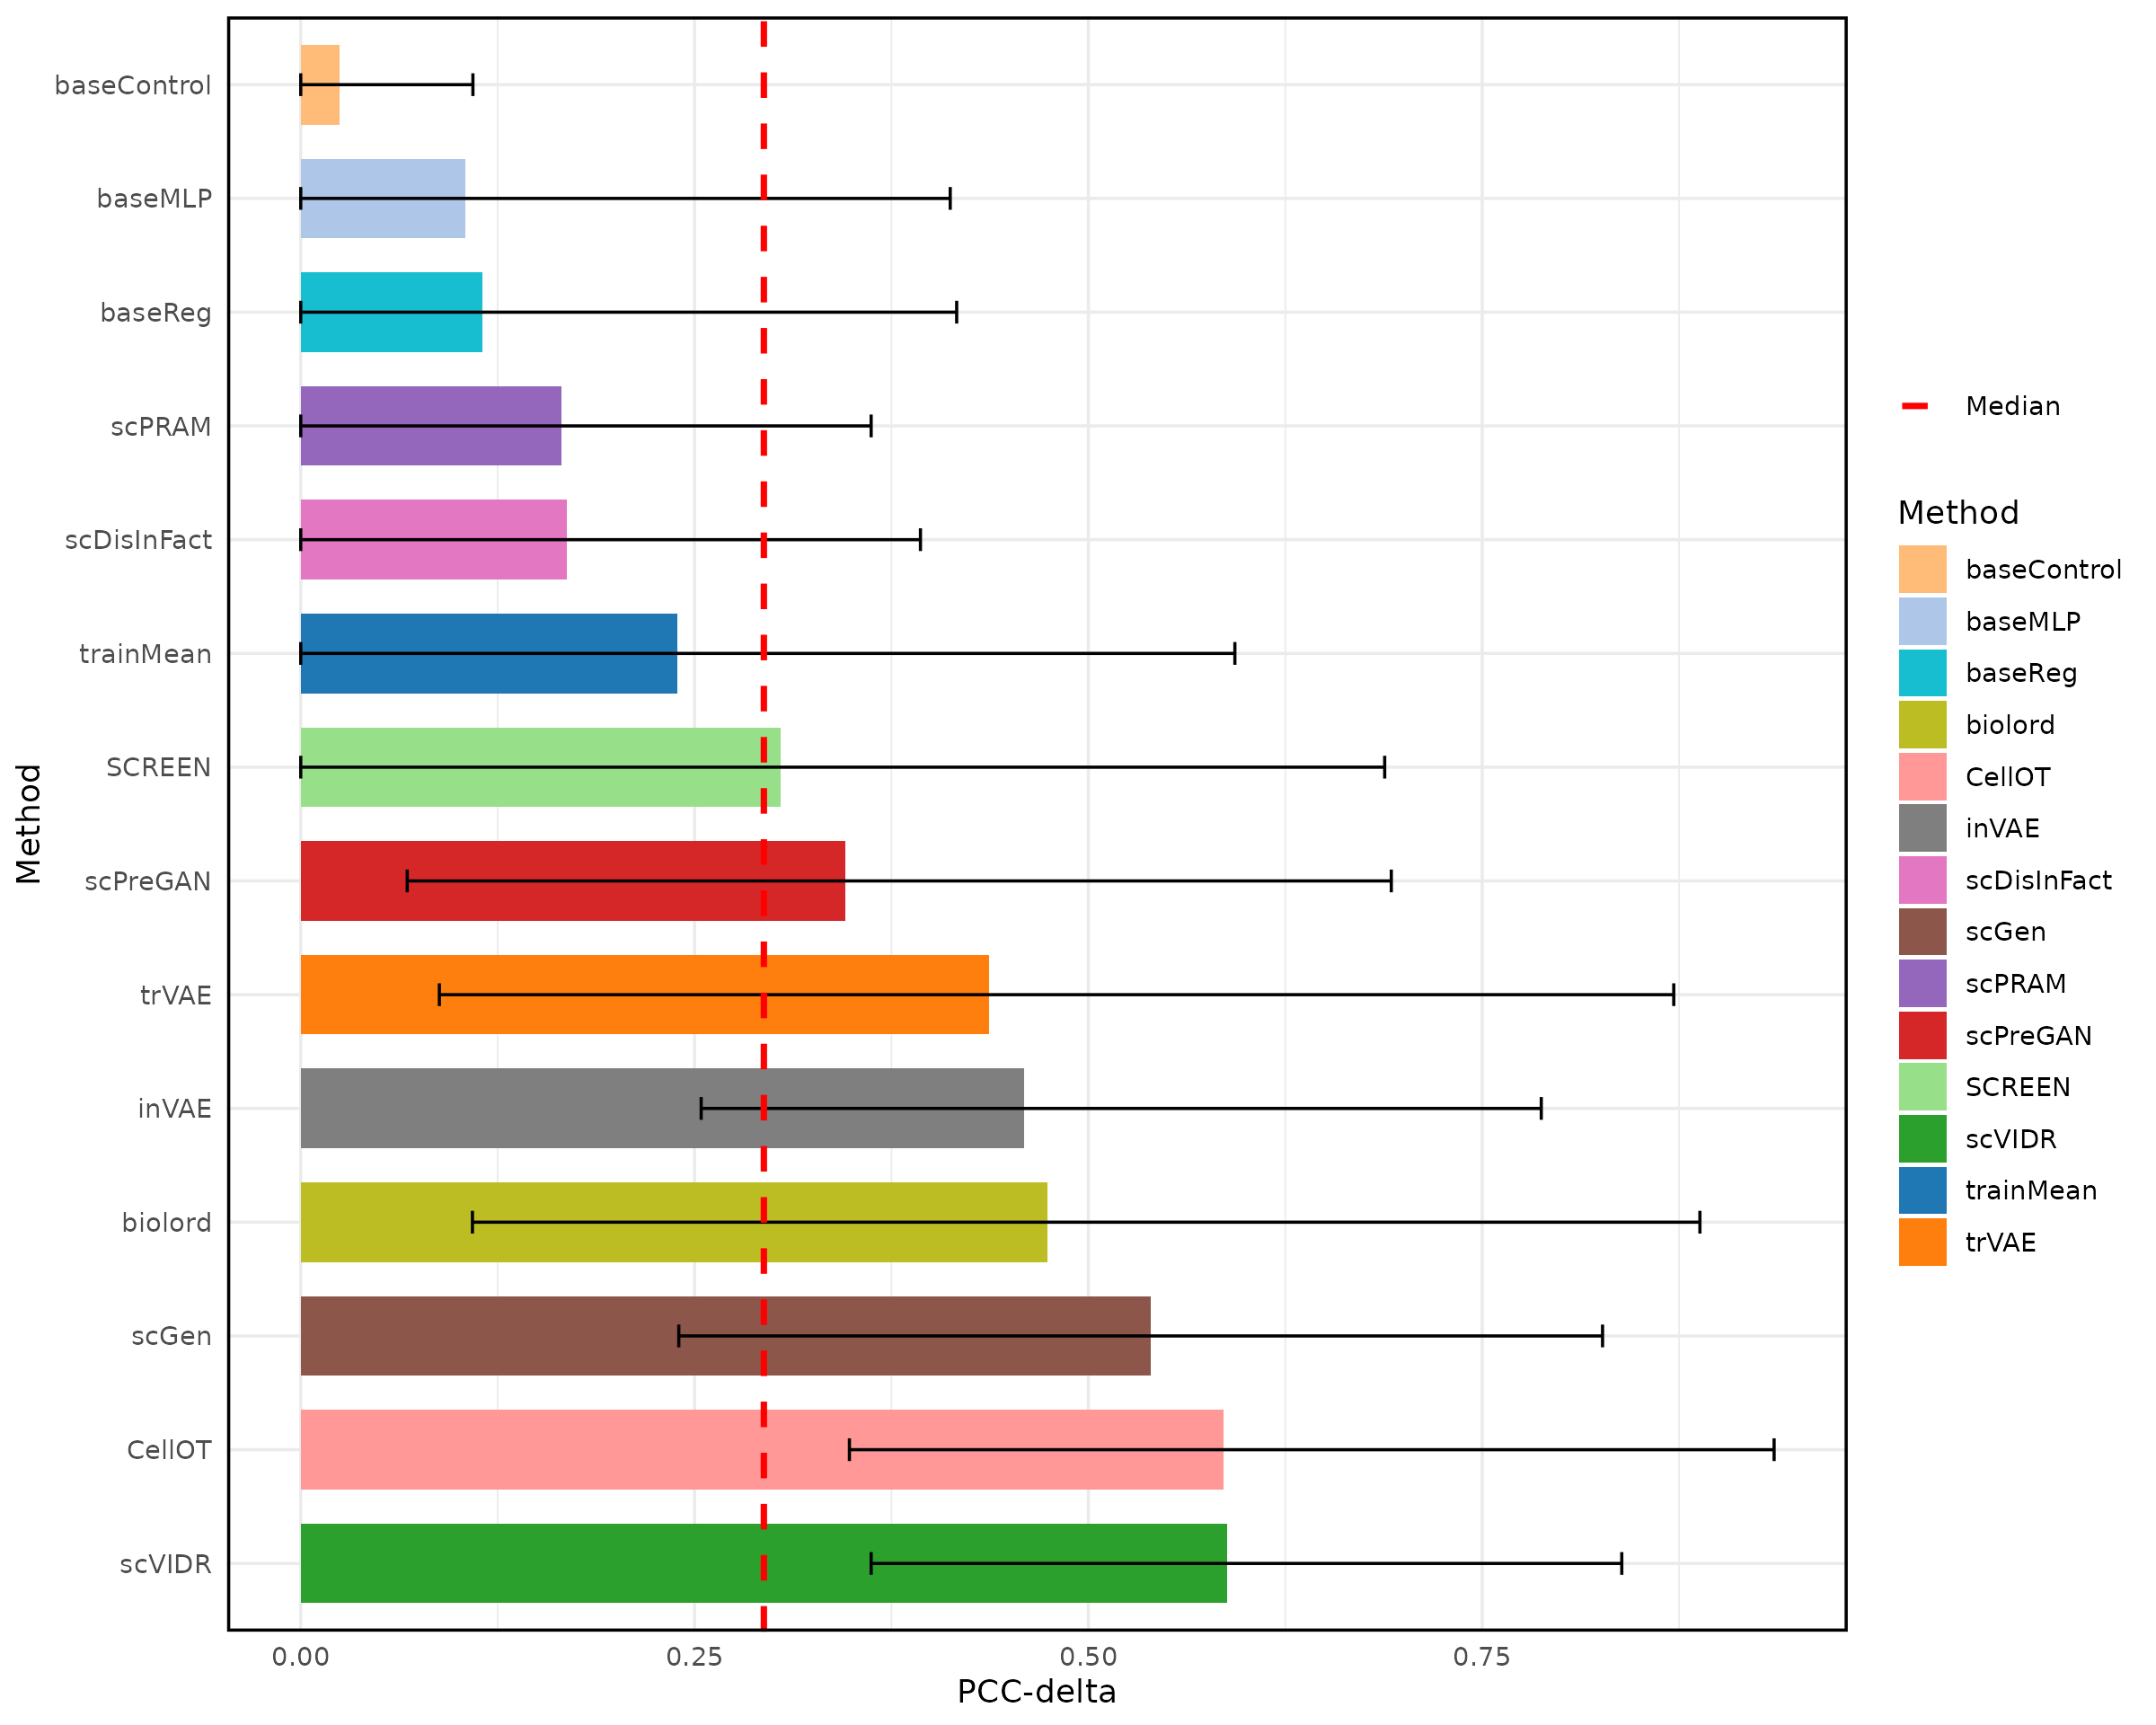 baseControl
baseMLP
baseReg
scPRAM
scDisInFact
trainMean
SCREEN
scPreGAN
trVAE
inVAE
biolord
scGen
CellOT
scVIDR
Method
0.00 0.25 0.50 0.75
PCC-delta
Median
Method
baseControl
baseMLP
baseReg
biolord
CellOT
inVAE
scDisInFact
scGen
scPRAM
scPreGAN
SCREEN
scVIDR
trainMean
trVAE